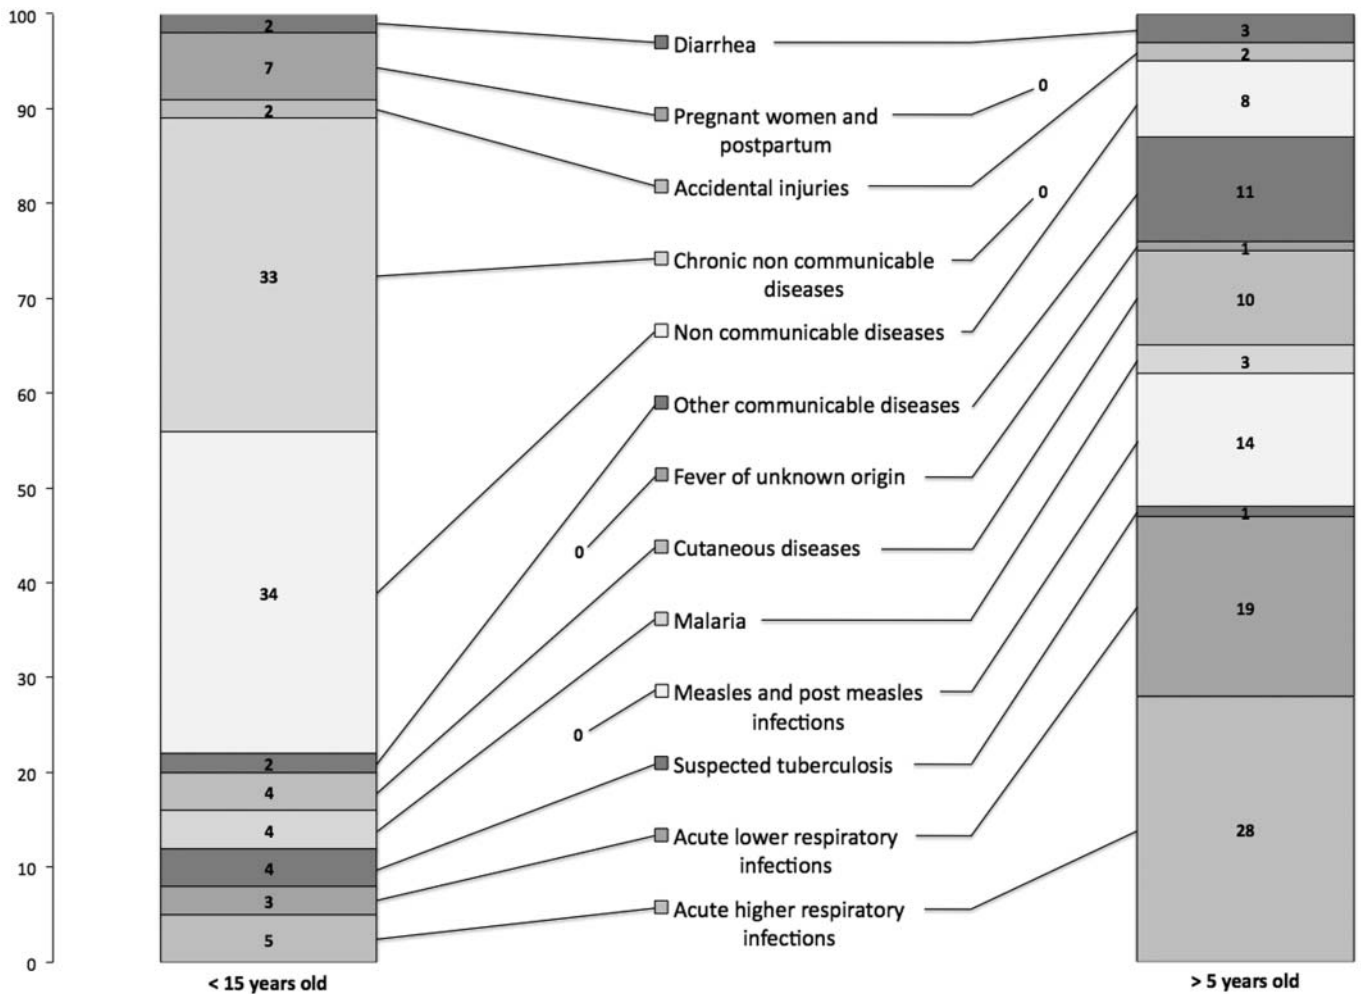 100
90
80
70
60
50
40
30
20
10
0
2
7
2
33
34
2
4
4
4
3
5
< 15 years old
Diarrhea
Pregnant women and
postpartum
0
Accidental injuries
Chronic non communicable
diseases
0
Non communicable diseases
Other communicable diseases
Fever of unknown origin
0
Cutaneous diseases
Malaria
Measles and post measles
infections
0
Suspected tuberculosis
Acute lower respiratory
infections
Acute higher respiratory
infections
3
2
8
11
1
10
3
14
1
19
28
> 5 years old